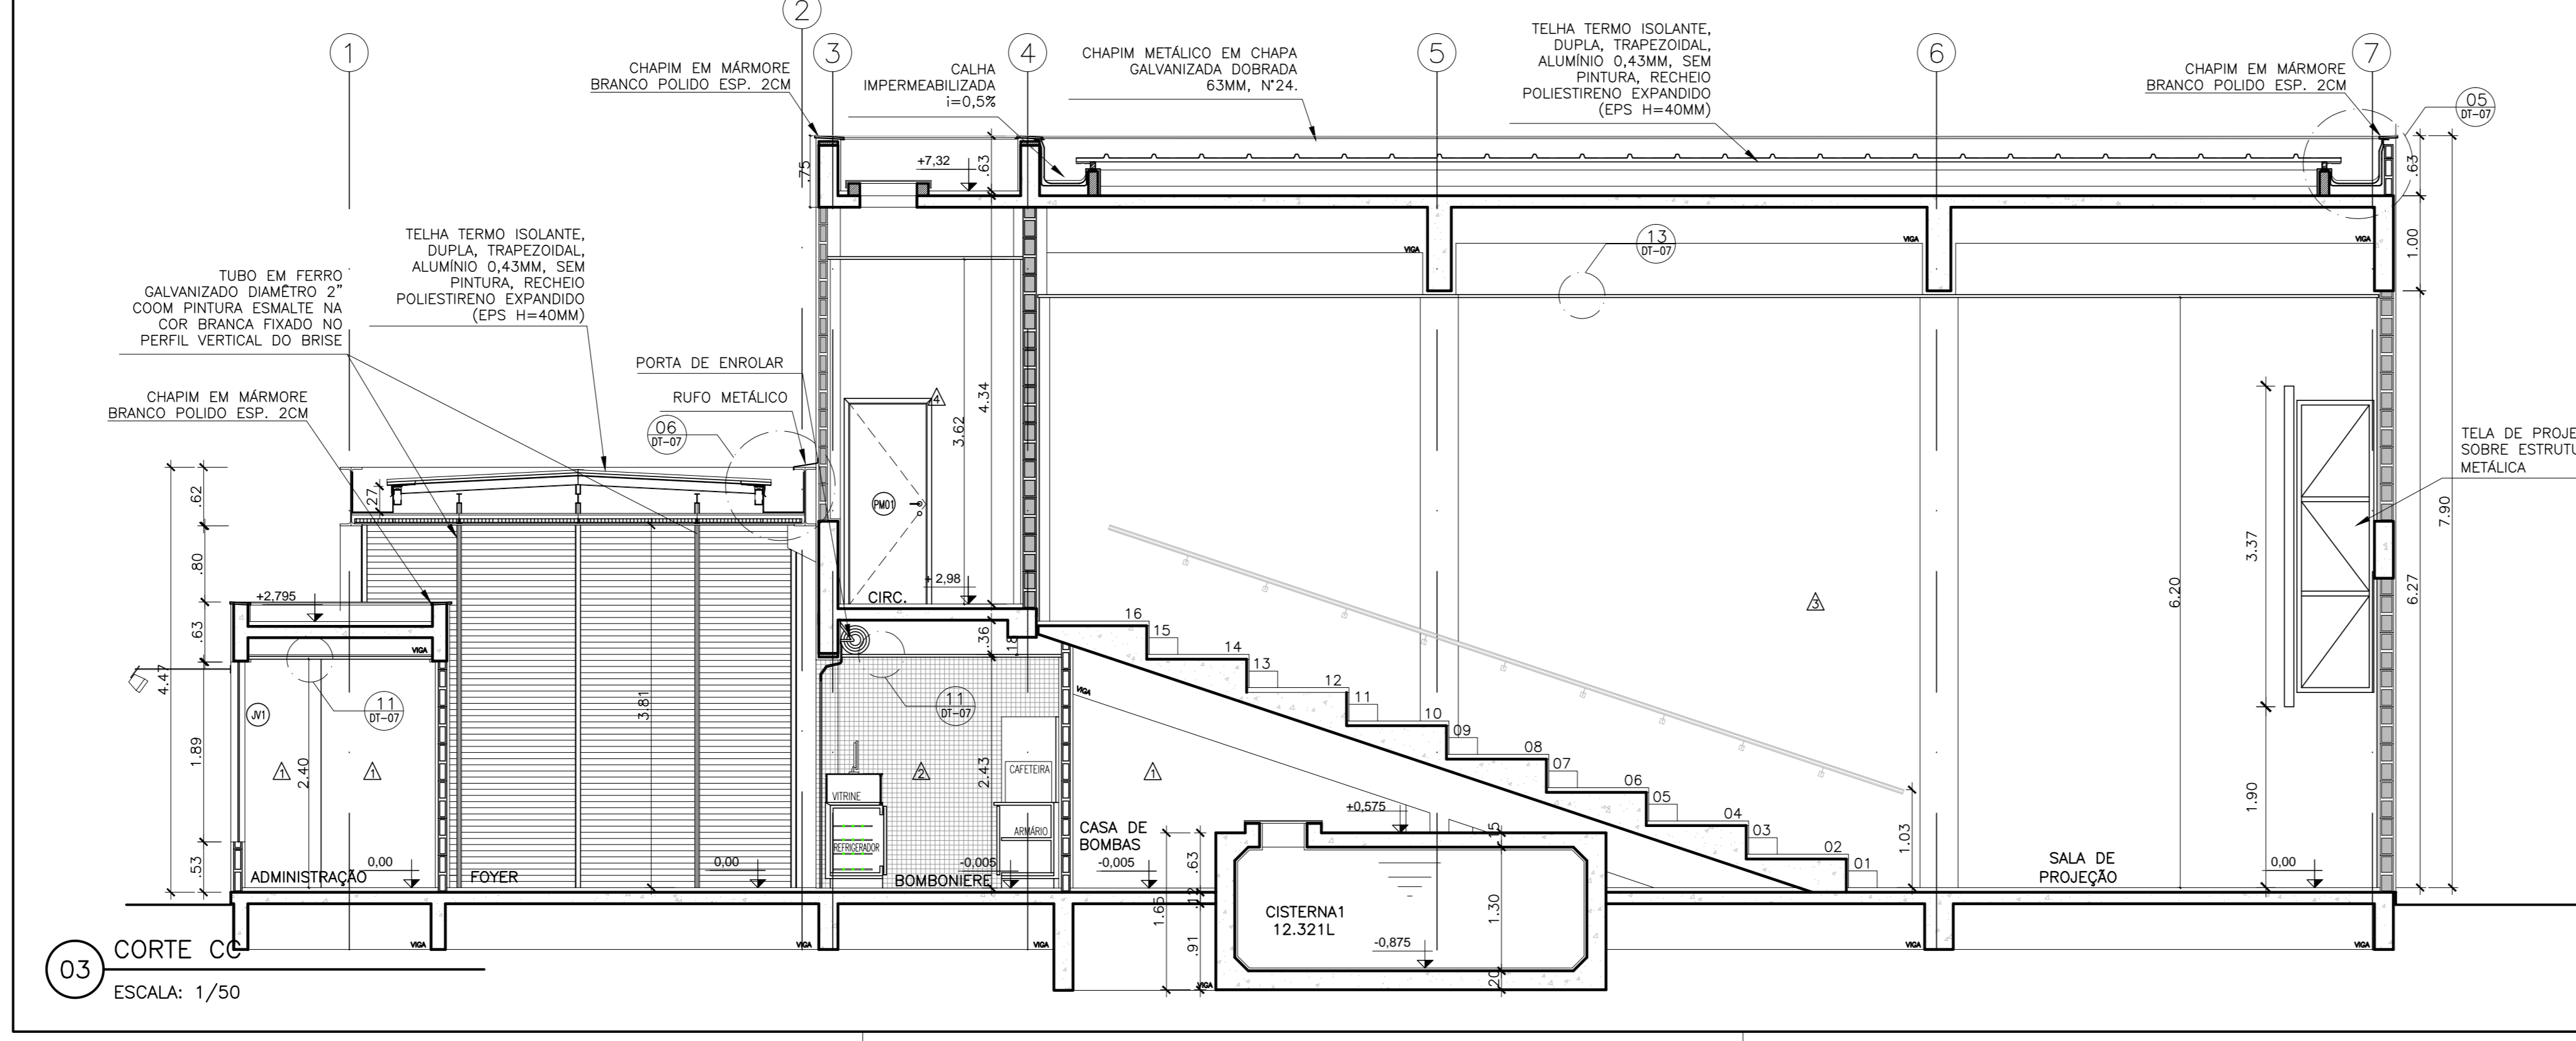 1
2
3
4
5
6
7
CHAPIM EM MÁRMORE
BRANCO POLIDO ESP. 2CM
CALHA
IMPERMEABILIZADA
i=0,5%
CHAPIM METÁLICO EM CHAPA
GALVANIZADA DOBRADA
63MM, N°24.
TELHA TERMO ISOLANTE,
DUPLA, TRAPEZOIDAL,
ALUMÍNIO 0,43MM, SEM
PINTURA, RECHEIO
POLIESTIRENO EXPANDIDO
(EPS H=40MM)
CHAPIM EM MÁRMORE
BRANCO POLIDO ESP. 2CM
05
DT-07
.75
+7,32
.63
.63
1.00
VIGA
VIGA
VIGA
13
DT-07
TELHA TERMO ISOLANTE,
DUPLA, TRAPEZOIDAL,
ALUMÍNIO 0,43MM, SEM
PINTURA, RECHEIO
POLIESTIRENO EXPANDIDO
(EPS H=40MM)
TUBO EM FERRO
GALVANIZADO DIAMÊTRO 2"
COOM PINTURA ESMALTE NA
COR BRANCA FIXADO NO
PERFIL VERTICAL DO BRISE
CHAPIM EM MÁRMORE
BRANCO POLIDO ESP. 2CM
PORTA DE ENROLAR
RUFO METÁLICO
06
DT-07
4
4.34
3.62
PM01
+ 2,98
CIRC.
TELA DE PROJE
SOBRE ESTRUTU
METÁLICA
7.90
6.27
3.37
6.20
1.90
3
.62
.27
.80
+2,795
.63
4.47
1.89
.53
VIGA
JV1
11
DT-07
1
2.40
1
3.81
.36
18
11
DT-07
2
2.43
VITRINE
REFRIGERADOR
CAFETEIRA
ARMÁRIO
VIGA
1
16
15
14
13
12
11
10
09
08
07
06
05
04
03
02
01
1.03
CASA DE
BOMBAS
+0,575
15
.63
.12
1.65
.91
1.30
20
CISTERNA1
12.321L
-0,875
0,00
ADMINISTRAÇÃO
0,00
FOYER
-0,005
BOMBONIERE
-0,005
SALA DE
PROJEÇÃO
0,00
VIGA
VIGA
VIGA
VIGA
VIGA
VIGA
03
CORTE CC
ESCALA: 1/50